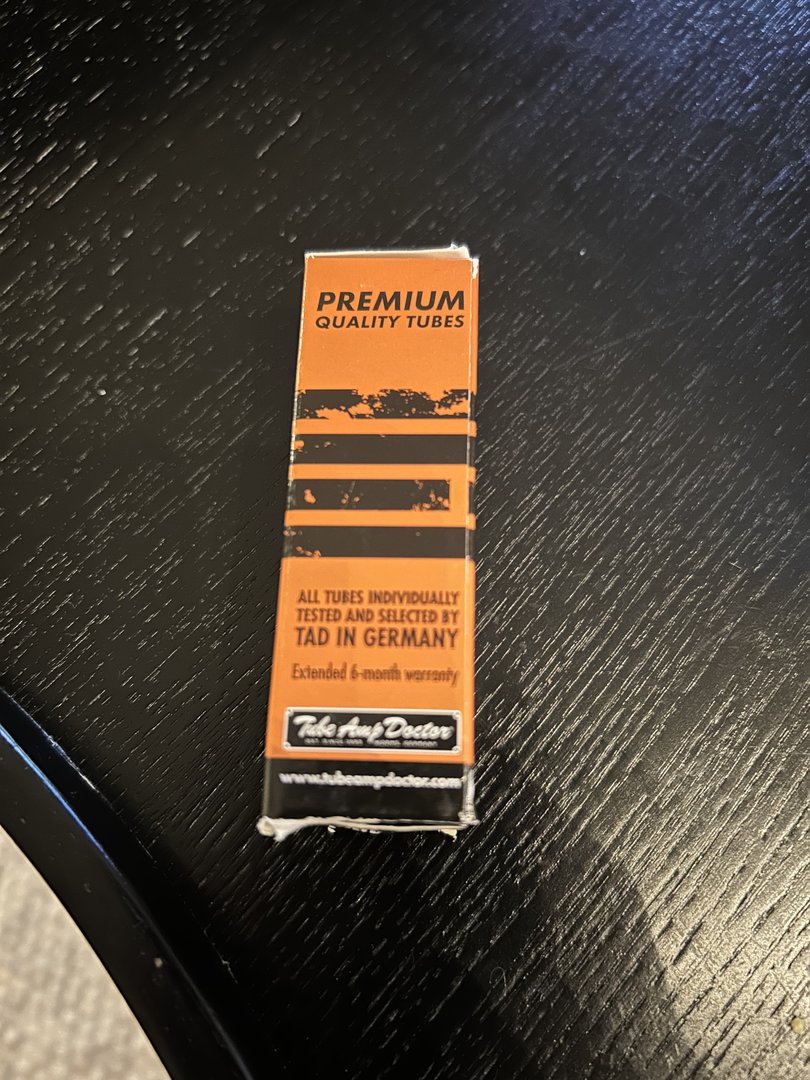 PREMIUM
QUALITY TUBES
ALL TUBES INDIVIDUALLY
TESTED AND SELECTED BY
TAD IN GERMANY
Extended 6-month warranty
Tube Amp Doctor
www.tubeampdoctor.com